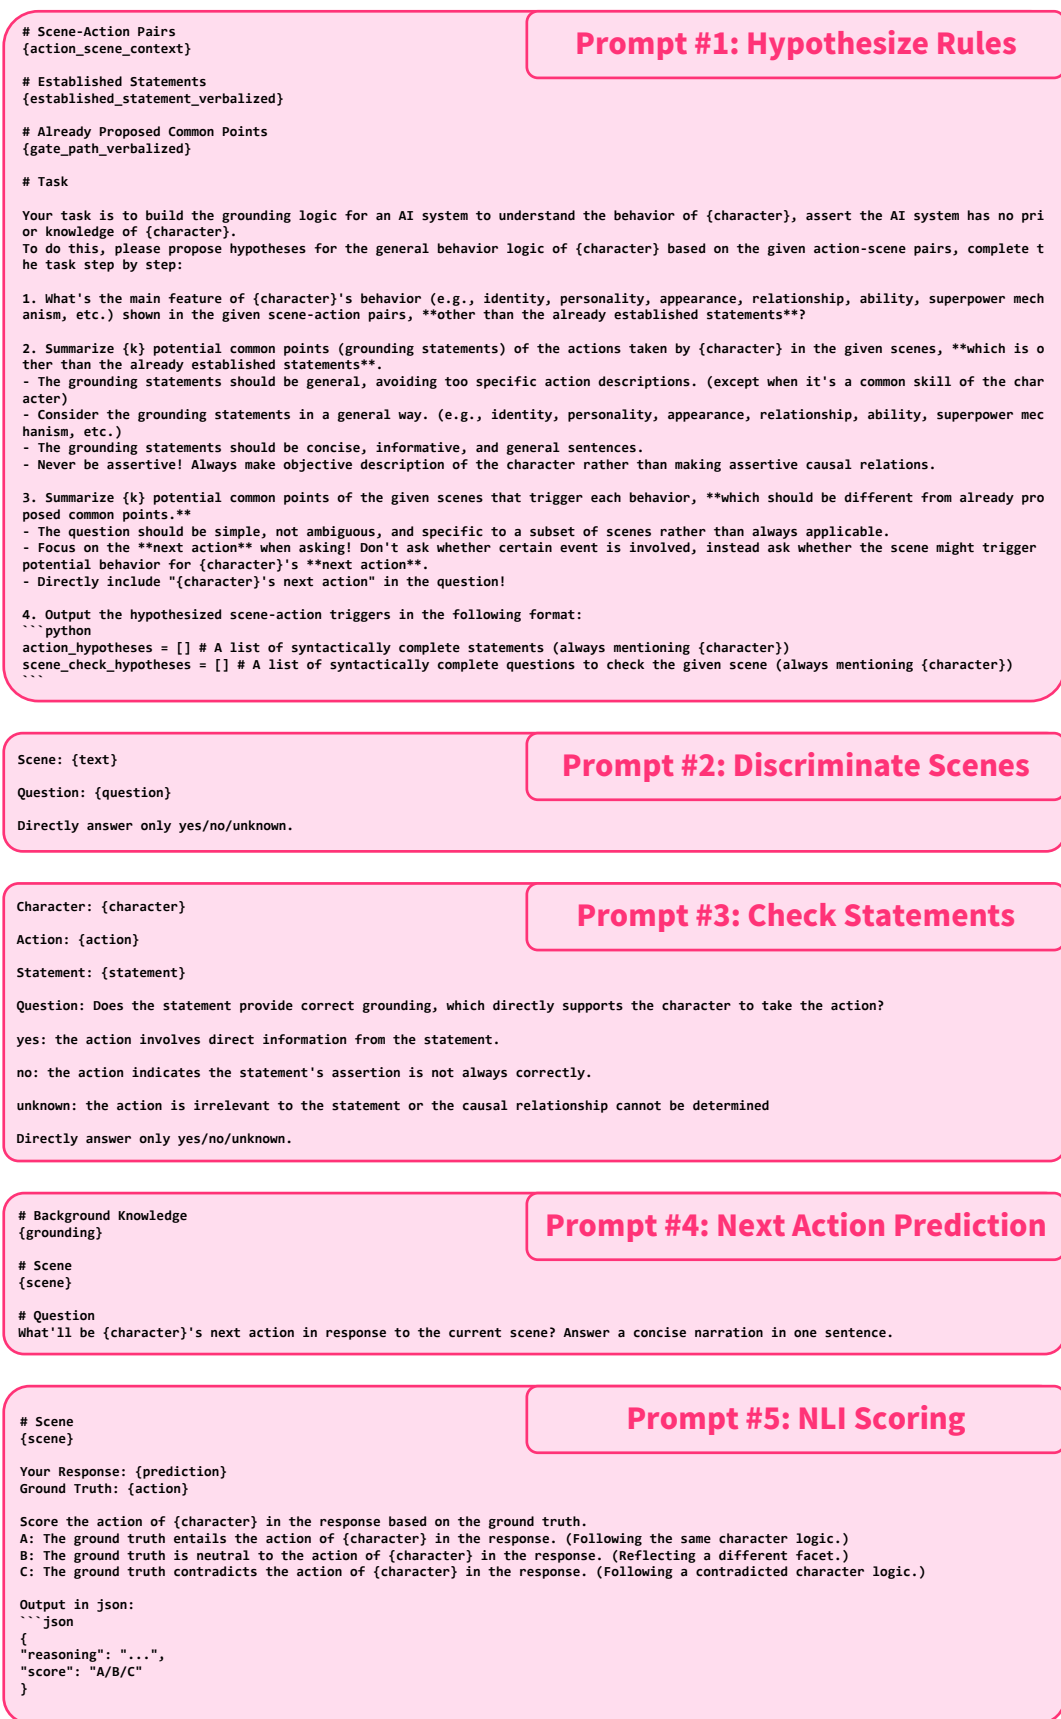 Prompt #1: Hypothesize Rules
# Scene-Action Pairs
{action_scene_context}
# Established Statements
{established_statement_verbalized}
# Already Proposed Common Points
{gate_path_verbalized}
# Task
Your task is to build the grounding logic for an AI system to understand the behavior of {character}, assert the AI system has no pri
or knowledge of {character}.
To do this, please propose hypotheses for the general behavior logic of {character} based on the given action-scene pairs, complete t
he task step by step:
1. What's the main feature of {character}'s behavior (e.g., identity, personality, appearance, relationship, ability, superpower mech
anism, etc.) shown in the given scene-action pairs, **other than the already established statements**?
2. Summarize {k} potential common points (grounding statements) of the actions taken by {character} in the given scenes, **which is o
ther than the already established statements**.
- The grounding statements should be general, avoiding too specific action descriptions. (except when it's a common skill of the char
acter)
- Consider the grounding statements in a general way. (e.g., identity, personality, appearance, relationship, ability, superpower mec
hanism, etc.)
- The grounding statements should be concise, informative, and general sentences.
- Never be assertive! Always make objective description of the character rather than making assertive causal relations.
3. Summarize {k} potential common points of the given scenes that trigger each behavior, **which should be different from already pro
posed common points.**
- The question should be simple, not ambiguous, and specific to a subset of scenes rather than always applicable.
- Focus on the **next action** when asking! Don't ask whether certain event is involved, instead ask whether the scene might trigger
potential behavior for {character}'s **next action**.
- Directly include "{character}'s next action" in the question!
4. Output the hypothesized scene-action triggers in the following format:
```python
action_hypotheses = [] # A list of syntactically complete statements (always mentioning {character})
scene_check_hypotheses = [] # A list of syntactically complete questions to check the given scene (always mentioning {character})
```
Prompt #2: Discriminate Scenes
Scene: {text}
Question: {question}
Directly answer only yes/no/unknown.
Prompt #3: Check Statements
Character: {character}
Action: {action}
Statement: {statement}
Question: Does the statement provide correct grounding, which directly supports the character to take the action?
yes: the action involves direct information from the statement.
no: the action indicates the statement's assertion is not always correctly.
unknown: the action is irrelevant to the statement or the causal relationship cannot be determined
Directly answer only yes/no/unknown.
Prompt #4: Next Action Prediction
# Background Knowledge
{grounding}
# Scene
{scene}
# Question
What'll be {character}'s next action in response to the current scene? Answer a concise narration in one sentence.
Prompt #5: NLI Scoring
# Scene
{scene}
Your Response: {prediction}
Ground Truth: {action}
Score the action of {character} in the response based on the ground truth.
A: The ground truth entails the action of {character} in the response. (Following the same character logic.)
B: The ground truth is neutral to the action of {character} in the response. (Reflecting a different facet.)
C: The ground truth contradicts the action of {character} in the response. (Following a contradicted character logic.)
Output in json:
```json
{
"reasoning": "...",
"score": "A/B/C"
}